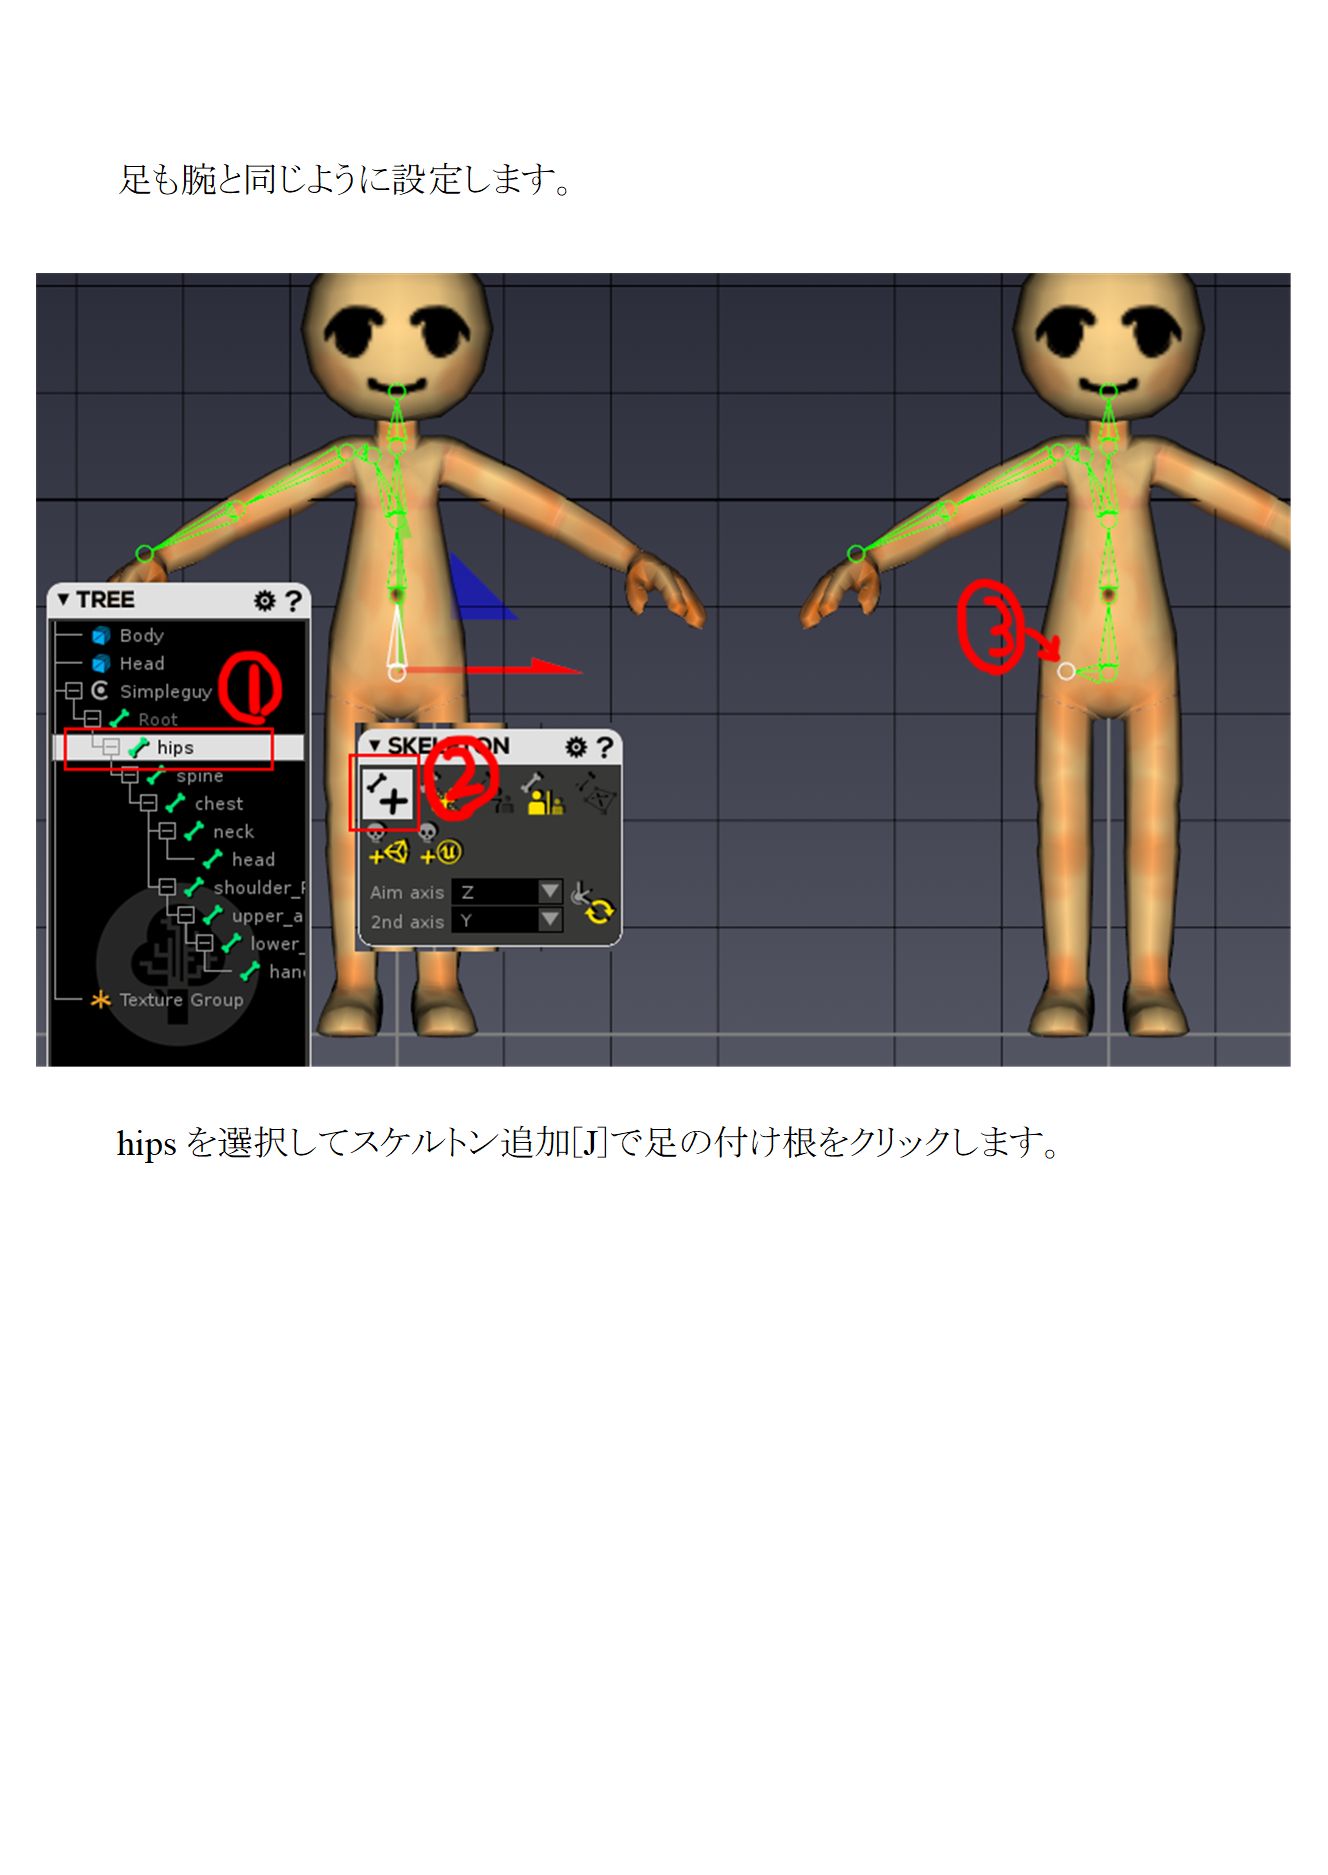 足も腕と同じように設定します。
▼ TREE ?
Body
Head
Simpleguy
①
Root
hips
spine
chest
neck
head
shoulder_
upper_a
lower_
han
Texture Group
▼ ?
②
Aim axis Z
2nd axis Y
③
hips を選択してスケルトン追加[J]で足の付け根をクリックします。